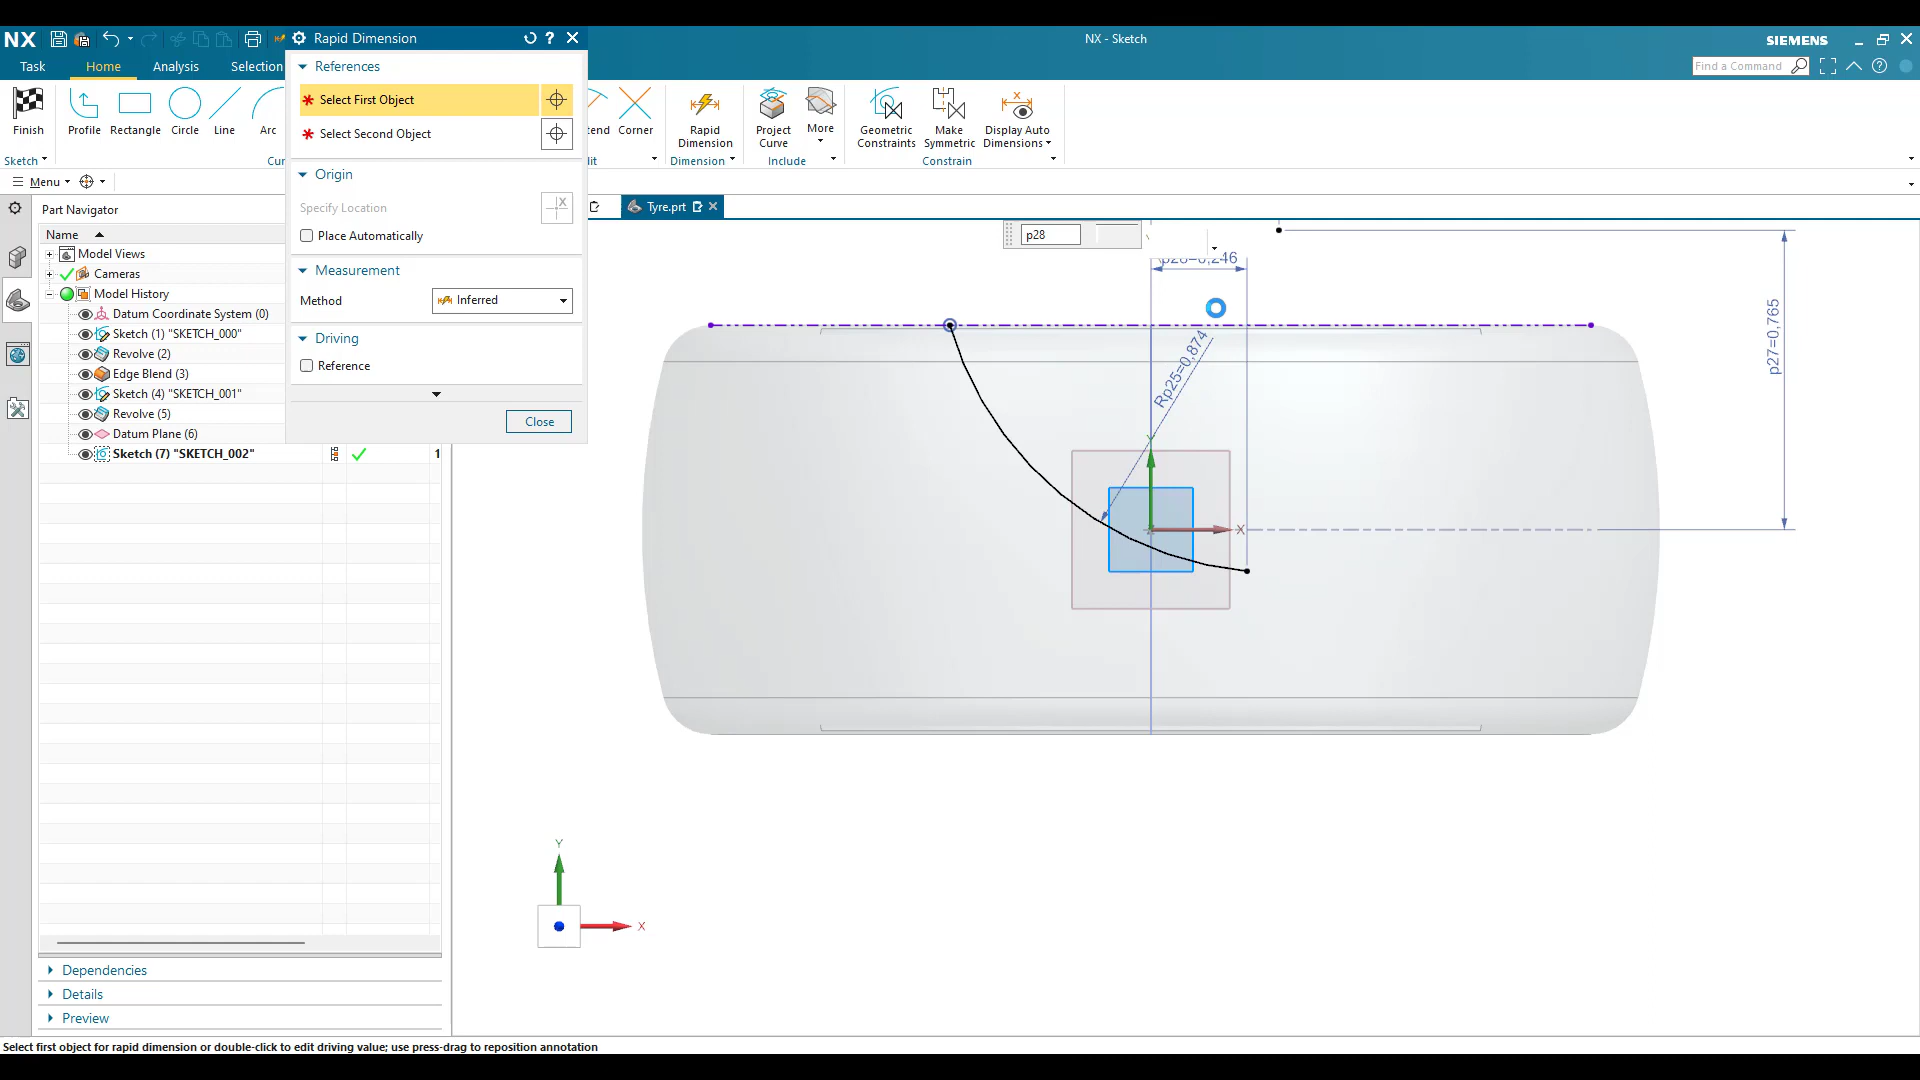 NX
Rapid Dimension
NX - Sketch
SIEMENS
Task
Home
Analysis
Selection
References
Find a Command
Select First Object
Select Second Object
Finish
Profile
Rectangle
Circle
Line
Arc
Corner
Rapid
Dimension
Project
Curve
More
Geometric
Constraints
Make
Symmetric
Display Auto
Dimensions
Sketch
Dimension
Include
Constrain
Menu
Origin
Specify Location
Place Automatically
Part Navigator
Tyre.prt
Name
p28
Model Views
Cameras
Measurement
Method
Inferred
Model History
Datum Coordinate System (0)
Sketch (1) "SKETCH_000"
Revolve (2)
Edge Blend (3)
Sketch (4) "SKETCH_001"
Revolve (5)
Datum Plane (6)
Sketch (7) "SKETCH_002"
1
Driving
Reference
Close
p28=0,246
Rp25=0,874
p27=0,765
Y
X
Y
X
Dependencies
Details
Preview
Select first object for rapid dimension or double-click to edit driving value; use press-drag to reposition annotation